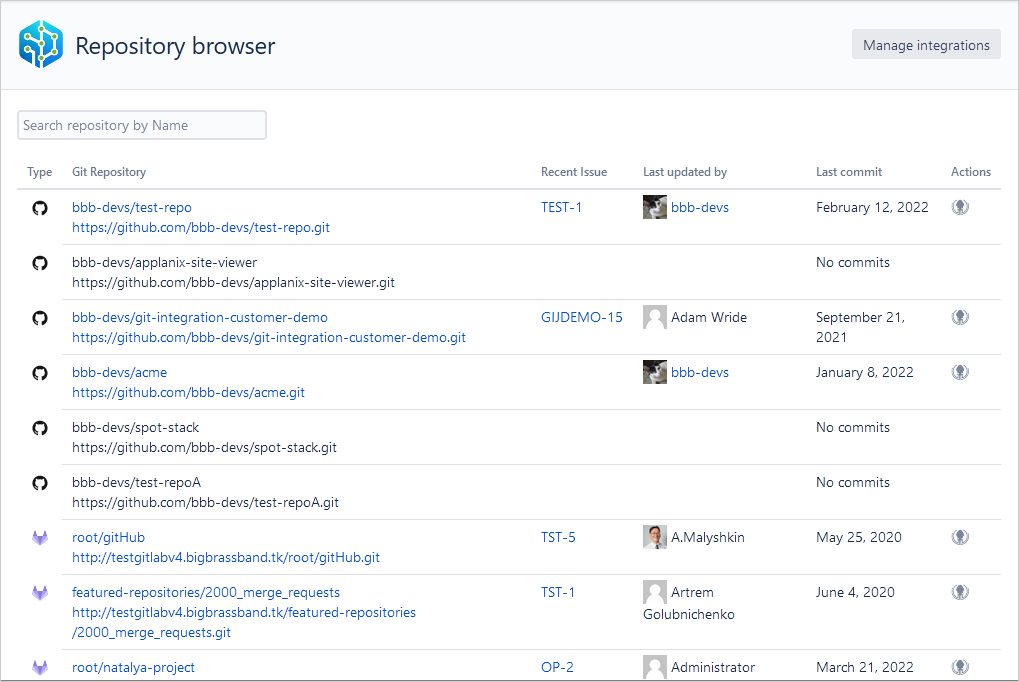 Repository browser
Manage integrations
Search repository by Name
Type Git Repository Recent Issue Last updated by Last commit Actions
bbb-devs/test-repo TEST-1 bbb-devs February 12, 2022
https://github.com/bbb-devs/test-repo.git
bbb-devs/applanix-site-viewer No commits
https://github.com/bbb-devs/applanix-site-viewer.git
bbb-devs/git-integration-customer-demo GIJDEMO-15 Adam Wride September 21,
https://github.com/bbb-devs/git-integration-customer-demo.git 2021
bbb-devs/acme bbb-devs January 8, 2022
https://github.com/bbb-devs/acme.git
bbb-devs/spot-stack No commits
https://github.com/bbb-devs/spot-stack.git
bbb-devs/test-repoA No commits
https://github.com/bbb-devs/test-repoA.git
root/gitHub TST-5 A.Malyshkin May 25, 2020
http://testgitlabv4.bigbrassband.tk/root/gitHub.git
featured-repositories/2000_merge_requests TST-1 Artrem June 4, 2020
http://testgitlabv4.bigbrassband.tk/featured-repositories Golubnichenko
/2000_merge_requests.git
root/natalya-project OP-2 Administrator March 21, 2022